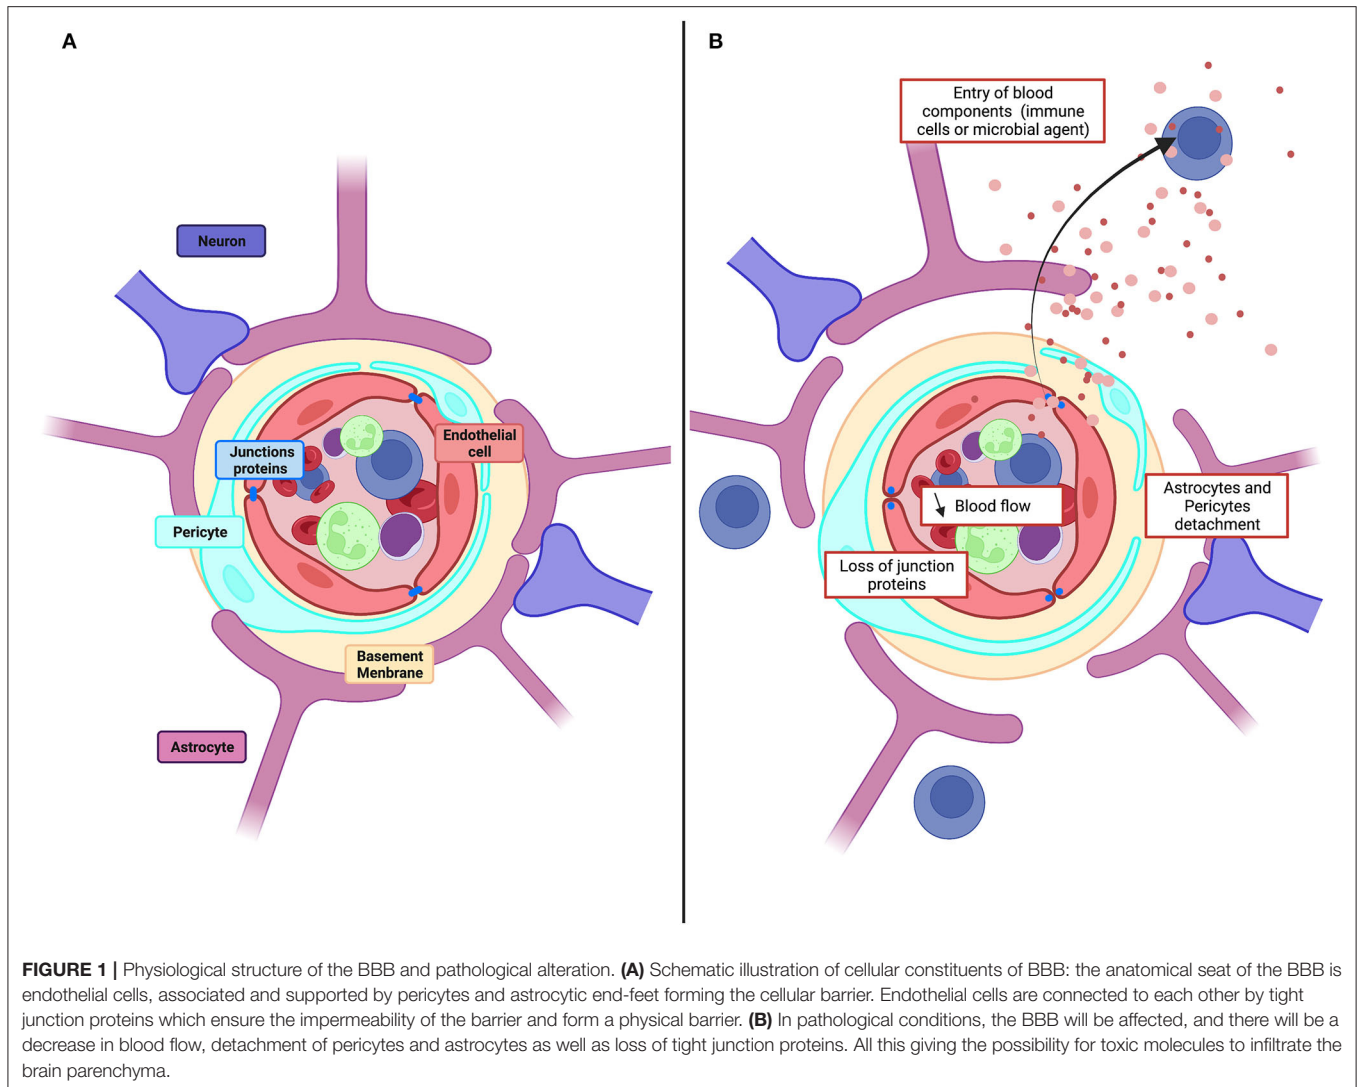 A
B
Entry of blood
components (immune
cells or microbial agent)
Neuron
Junctions
proteins
Endothelial
cell
Pericyte
Basement
Menbrane
Astrocyte
Blood flow
Astrocytes and
Pericytes
detachment
Loss of junction
proteins
FIGURE 1 | Physiological structure of the BBB and pathological alteration. (A) Schematic illustration of cellular constituents of BBB: the anatomical seat of the BBB is
endothelial cells, associated and supported by pericytes and astrocytic end-feet forming the cellular barrier. Endothelial cells are connected to each other by tight
junction proteins which ensure the impermeability of the barrier and form a physical barrier. (B) In pathological conditions, the BBB will be affected, and there will be a
decrease in blood flow, detachment of pericytes and astrocytes as well as loss of tight junction proteins. All this giving the possibility for toxic molecules to infiltrate the
brain parenchyma.